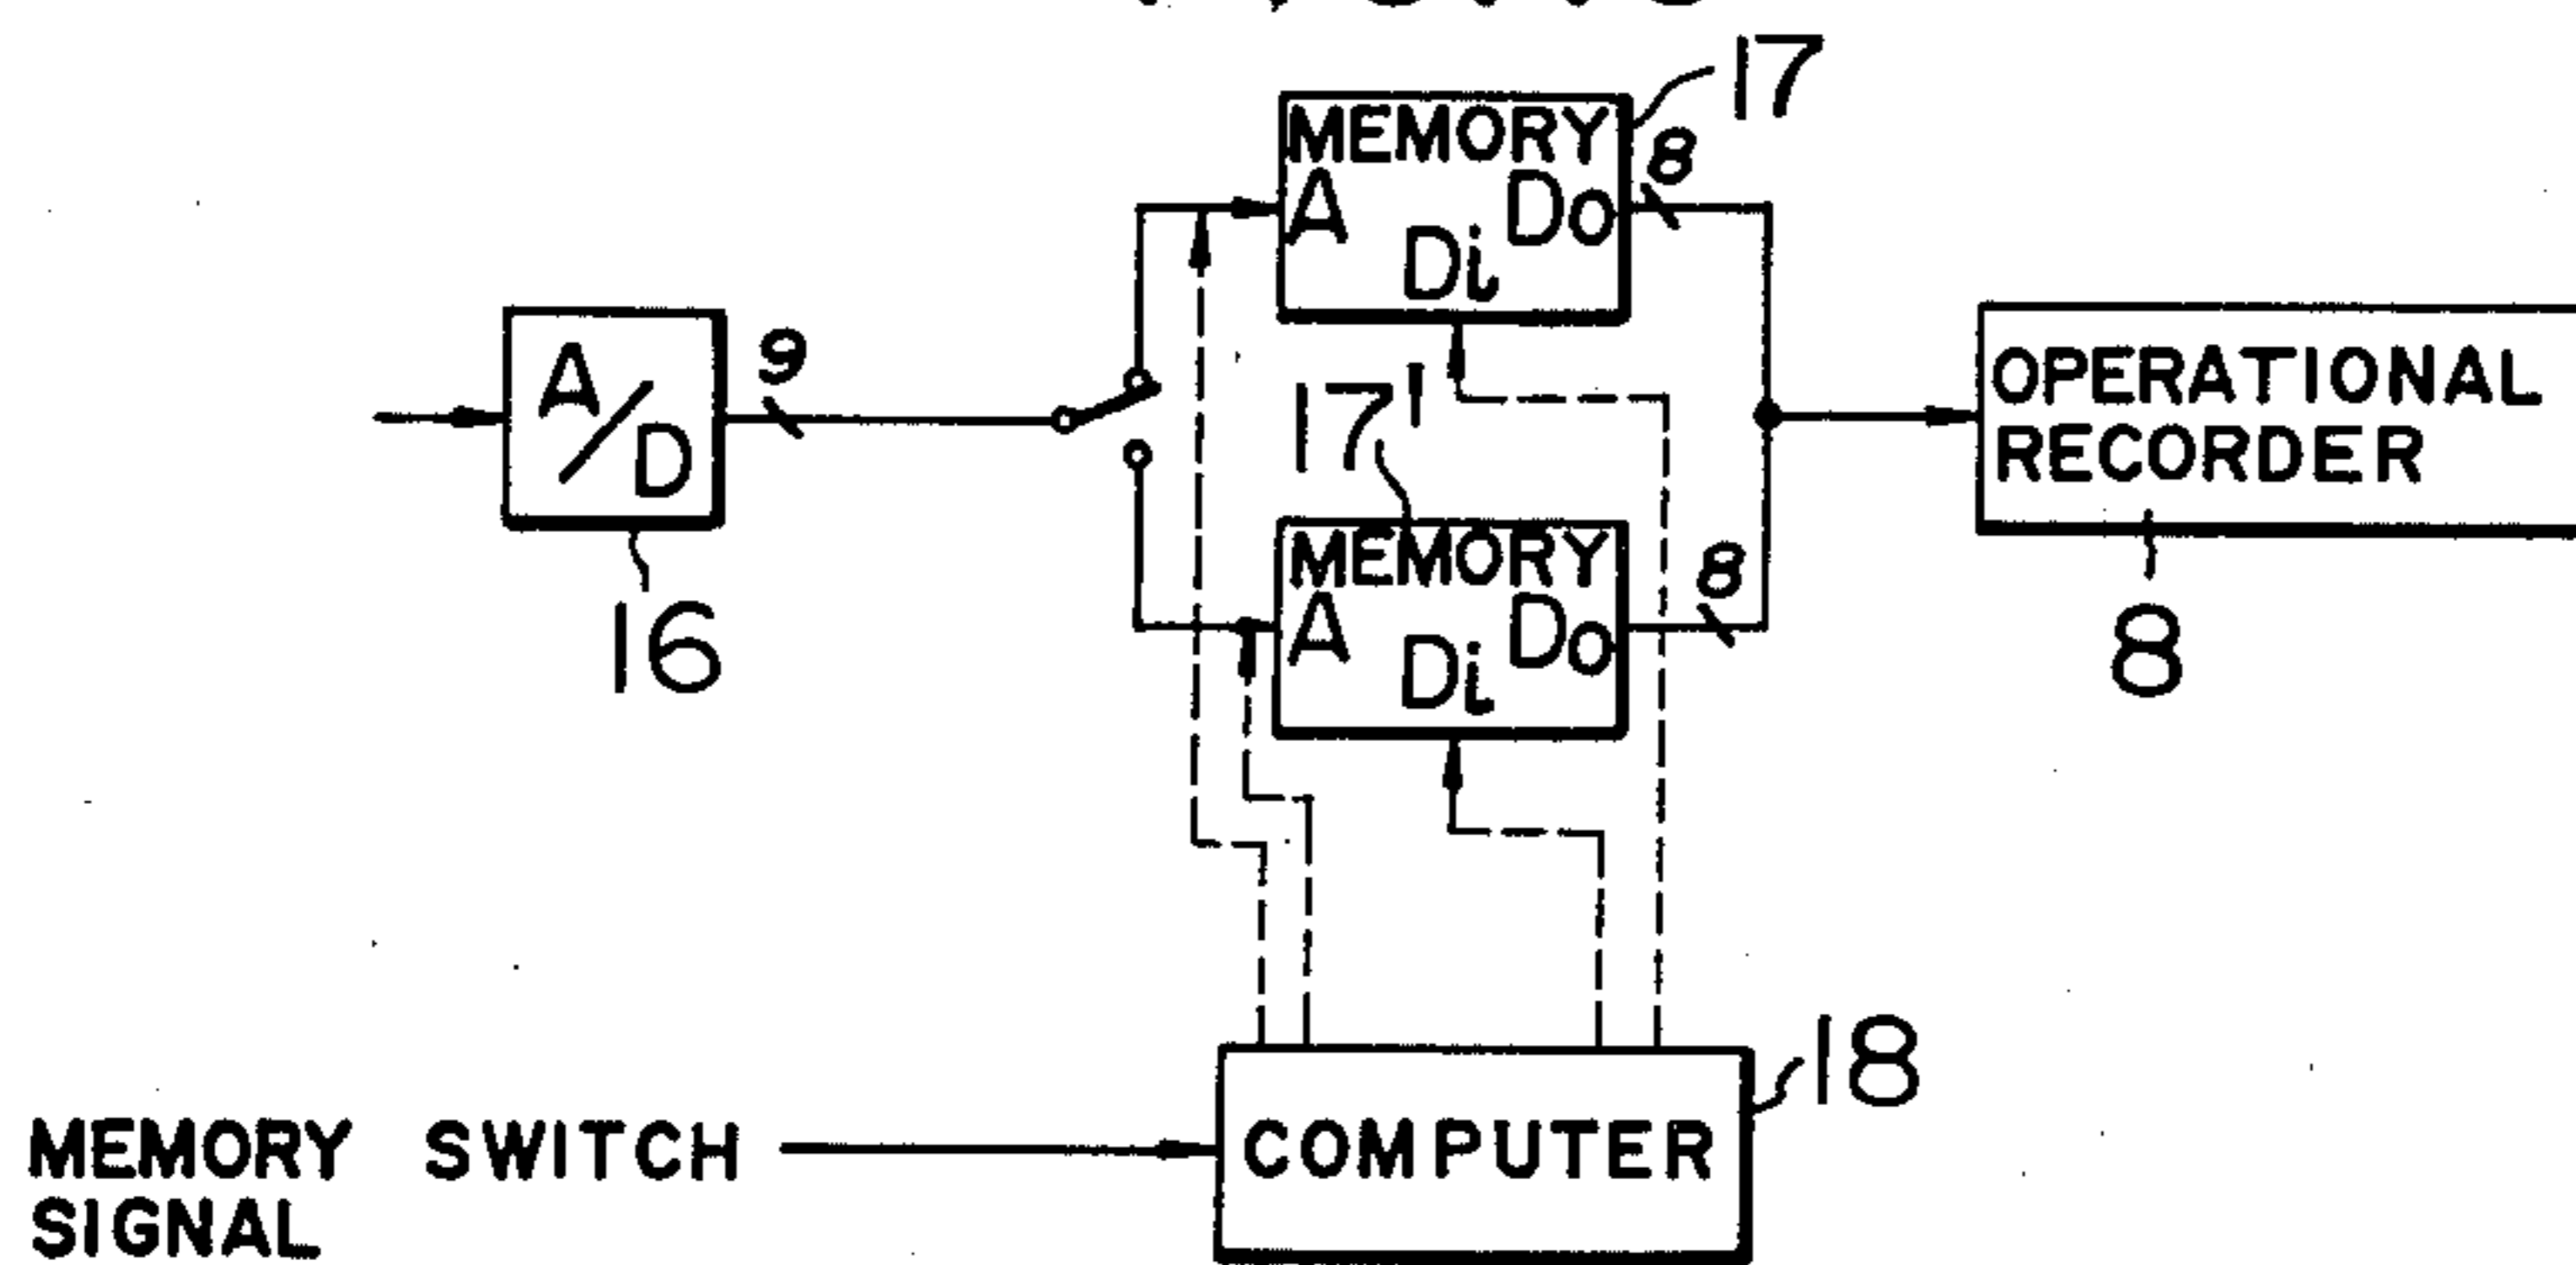 17
MEMORY
A Do
Di
8
A/D
9
16
17'
MEMORY
A Do
Di
8
OPERATIONAL
RECORDER
8
18
COMPUTER
MEMORY SWITCH
SIGNAL